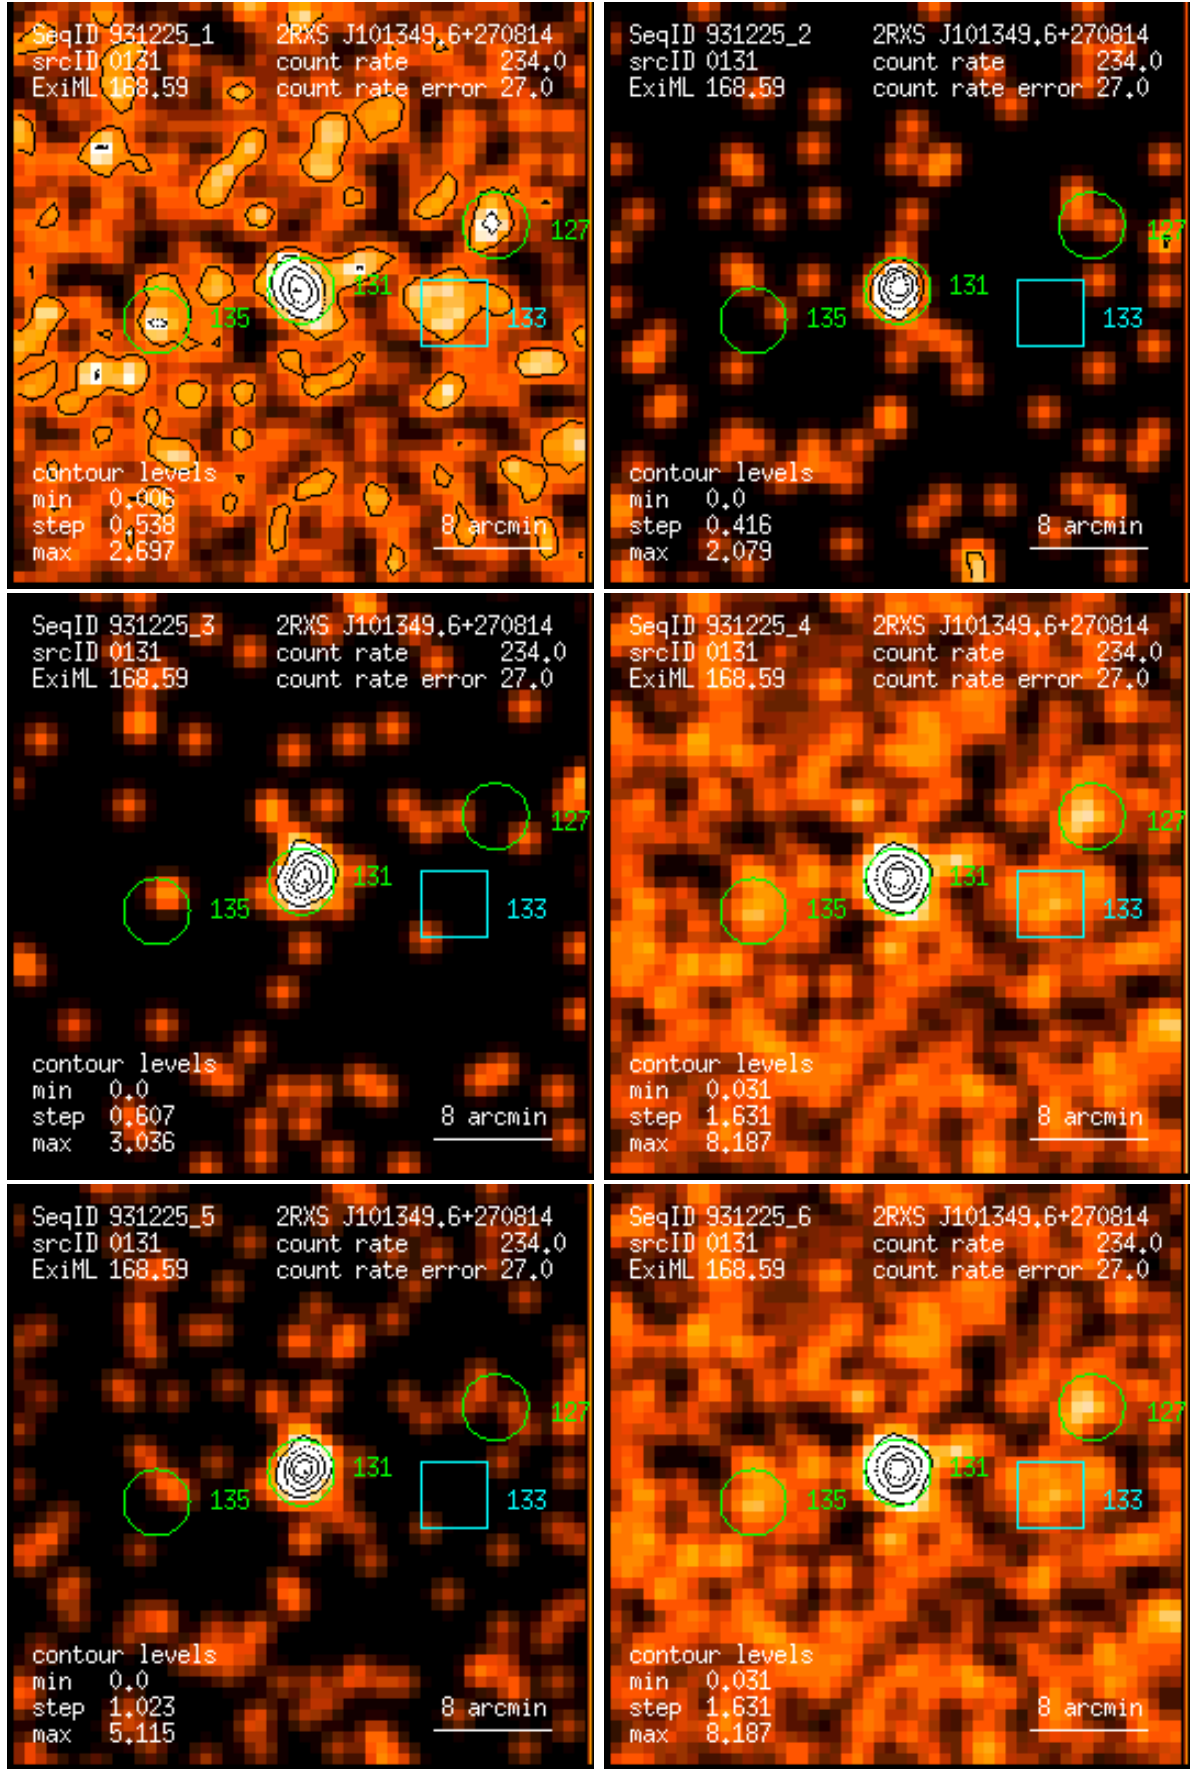 SeqID 931225_1 2RXS J101349.6+270814
srcID 0131 count rate 234.0
ExiML 168.59 count rate error 27.0
127
131
135
133
contour levels
min 0.006
step 0.538
max 2.697
8 arcmin
SeqID 931225_2 2RXS J101349.6+270814
srcID 0131 count rate 234.0
ExiML 168.59 count rate error 27.0
127
131
135
133
contour levels
min 0.0
step 0.416
max 2.079
8 arcmin
SeqID 931225_3 2RXS J101349.6+270814
srcID 0131 count rate 234.0
ExiML 168.59 count rate error 27.0
127
131
135
133
contour levels
min 0.0
step 0.607
max 3.036
8 arcmin
SeqID 931225_4 2RXS J101349.6+270814
srcID 0131 count rate 234.0
ExiML 168.59 count rate error 27.0
127
131
135
133
contour levels
min 0.031
step 1.631
max 8.187
8 arcmin
SeqID 931225_5 2RXS J101349.6+270814
srcID 0131 count rate 234.0
ExiML 168.59 count rate error 27.0
127
131
135
133
contour levels
min 0.0
step 1.023
max 5.115
8 arcmin
SeqID 931225_6 2RXS J101349.6+270814
srcID 0131 count rate 234.0
ExiML 168.59 count rate error 27.0
127
131
135
133
contour levels
min 0.031
step 1.631
max 8.187
8 arcmin